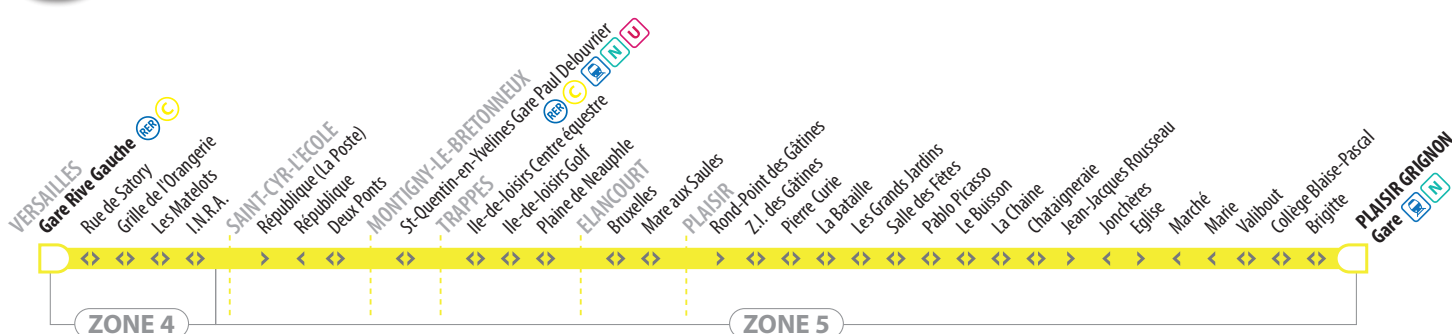 VERSAILLES
Gare Rive Gauche RER C
Rue de Satory
Grille de l'Orangerie
Les Matelots
I.N.R.A.
SAINT-CYR-L'ECOLE
République (La Poste)
République
Deux Ponts
MONTIGNY-LE-BRETONNEUX
St-Quentin-en-Yvelines Gare Paul Delouvrier
RER C N U
TRAPPES
Ile-de-loisirs Centre équestre
Ile-de-loisirs Golf
Plaine de Neauphle
ELANCOURT
Bruxelles
Mare aux Saules
PLAISIR
Rond-Point des Gâtines
Z.I. des Gâtines
Pierre Curie
La Bataille
Les Grands Jardins
Salle des Fêtes
Pablo Picasso
Le Buisson
La Chaine
Chataigneraie
Jean-Jacques Rousseau
Jonchères
Eglise
Marché
Marie
Valibout
Collège Blaise-Pascal
Brigitte
PLAISIR GRIGNON
Gare N
ZONE 4
ZONE 5